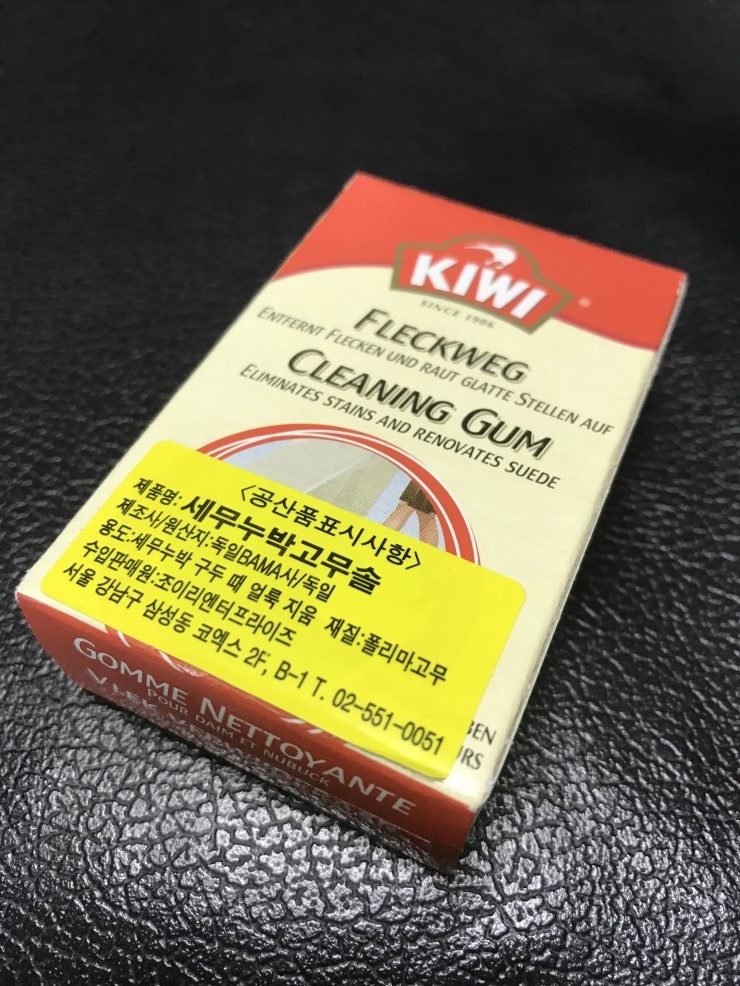 KIWI
SINCE 1906
FLECKWEG
ENTFERNT FLECKEN UND RAUT GLATTE STELLEN AUF
CLEANING GUM
ELIMINATES STAINS AND RENOVATES SUEDE
<공산품표시사항>
제품명: 세무누박고무솔
제조사/원산지:독일BAMA사/독일
용도:세무누박 구두 때 얼룩 지움 재질:폴리마고무
수입판매원:조이리엔터프라이즈
서울 강남구 삼성동 코엑스 2F, B-1 T. 02-551-0051
GOMME NETTOYANTE
POUR DAIM ET NUBUCK